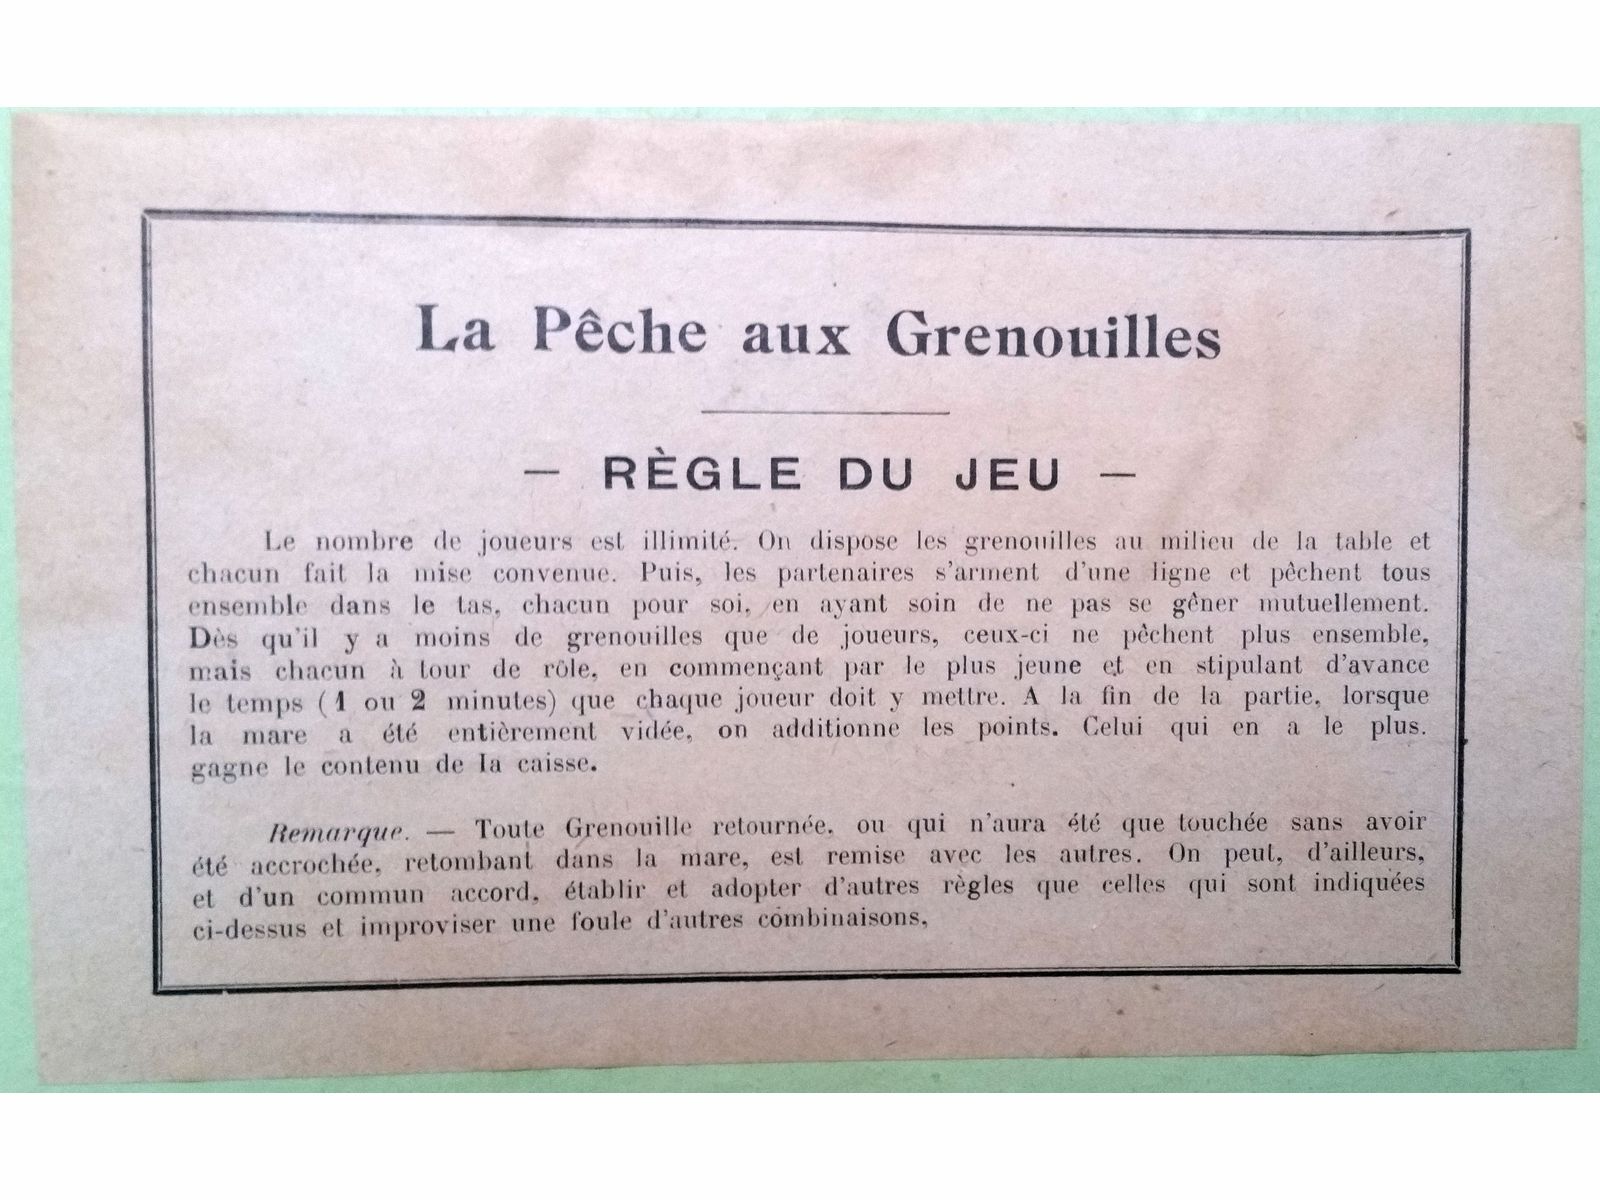 La Pêche aux Grenouilles
— RÈGLE DU JEU —
Le nombre de joueurs est illimité. On dispose les grenouilles au milieu de la table et
chacun fait la mise convenue. Puis, les partenaires s'arment d'une ligne et pêchent tous
ensemble dans le tas, chacun pour soi, en ayant soin de ne pas se gêner mutuellement.
Dès qu'il y a moins de grenouilles que de joueurs, ceux-ci ne pêchent plus ensemble,
mais chacun à tour de rôle, en commençant par le plus jeune et en stipulant d'avance
le temps (1 ou 2 minutes) que chaque joueur doit y mettre. A la fin de la partie, lorsque
la mare a été entièrement vidée, on additionne les points. Celui qui en a le plus.
gagne le contenu de la caisse.
Remarque. — Toute Grenouille retournée, ou qui n'aura été que touchée sans avoir
été accrochée, retombant dans la mare, est remise avec les autres. On peut, d'ailleurs,
et d'un commun accord, établir et adopter d'autres règles que celles qui sont indiquées
ci-dessus et improviser une foule d'autres combinaisons,